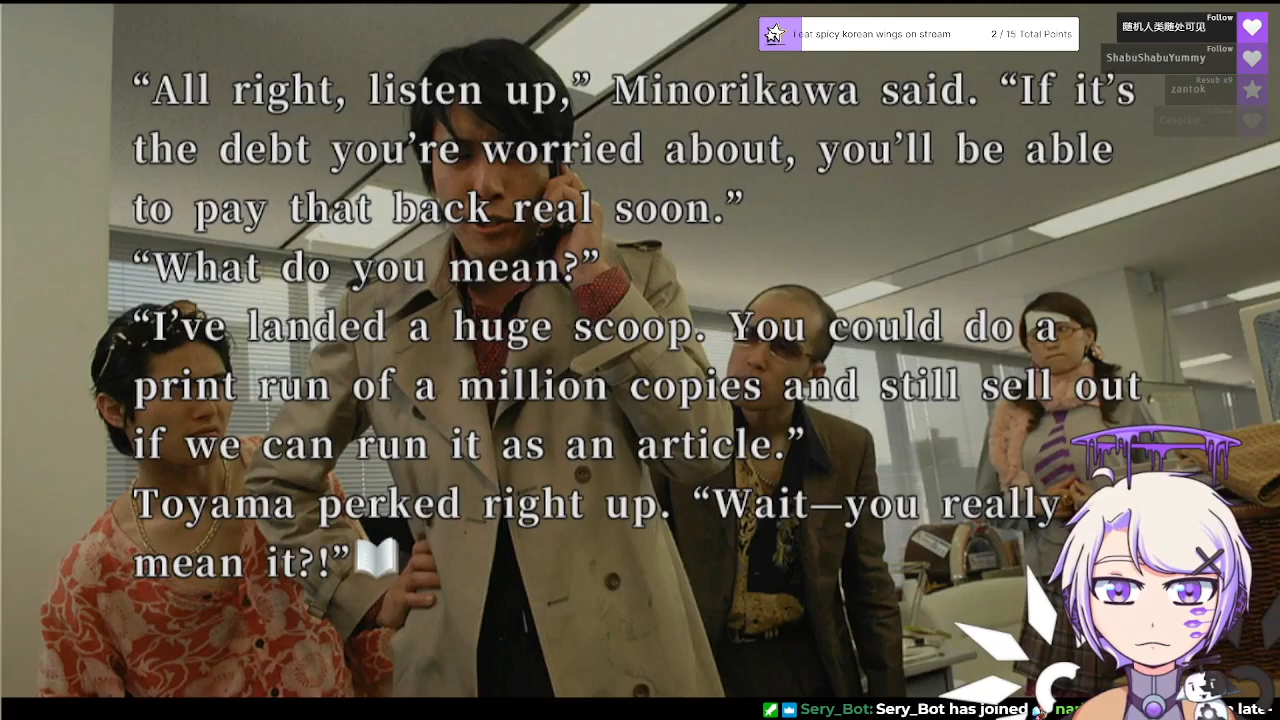 Follow
随机人类随处可见
i eat spicy korean wings on stream 2 / 15 Total Points
Follow
ShabuShabuYummy
Resub x9
zantok
“All right, listen up,” Minorikawa said. “If it’s
the debt you’re worried about, you’ll be able
to pay that back real soon.”
“What do you mean?”
“I’ve landed a huge scoop. You could do a
print run of a million copies and still sell out
if we can run it as an article.”
Toyama perked right up. “Wait—you really
mean it?!”
Sery_Bot: Sery_Bot has joined